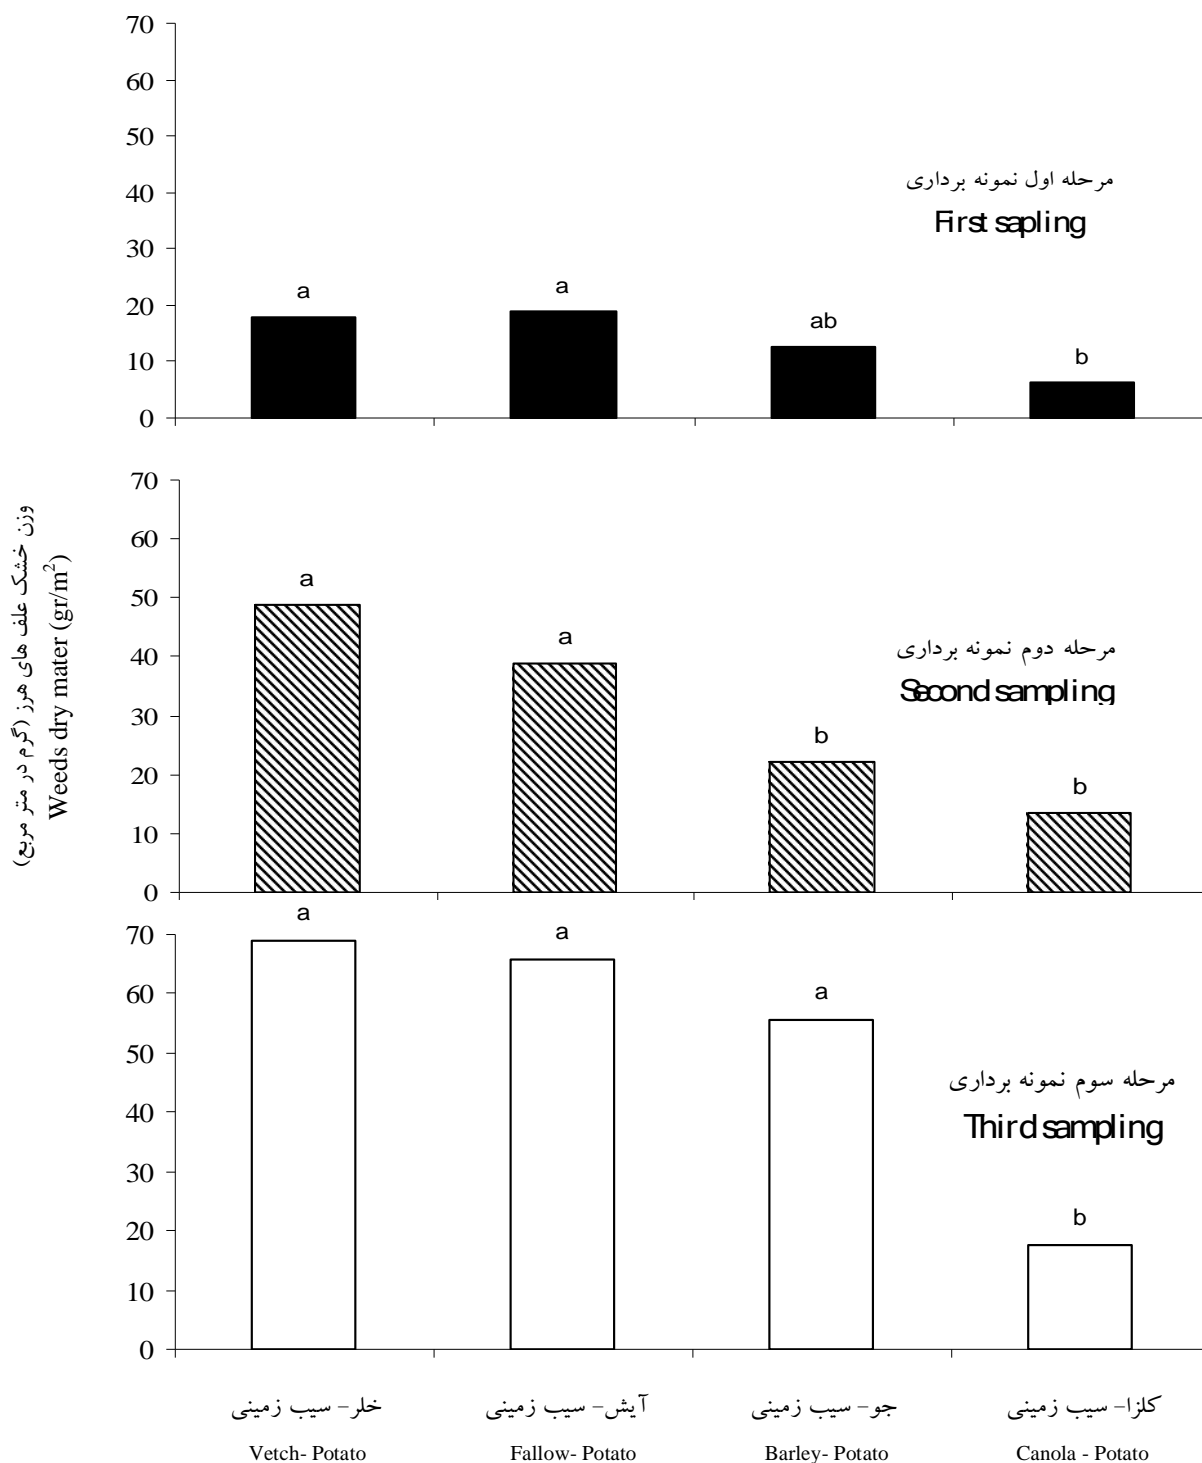 70
60
50
40
30
20
10
0
a
a
ab
b
مرحله اول نمونه برداری
First sapling
وزن خشک علف های هرز (گرم در متر مربع)
Weeds dry mater (gr/m²)
70
60
50
40
30
20
10
0
a
a
b
b
مرحله دوم نمونه برداری
Second sampling
70
60
50
40
30
20
10
0
a
a
a
b
مرحله سوم نمونه برداری
Third sampling
خلر- سیب زمینی
آیش- سیب زمینی
جو- سیب زمینی
کلزا- سیب زمینی
Vetch- Potato
Fallow- Potato
Barley- Potato
Canola - Potato